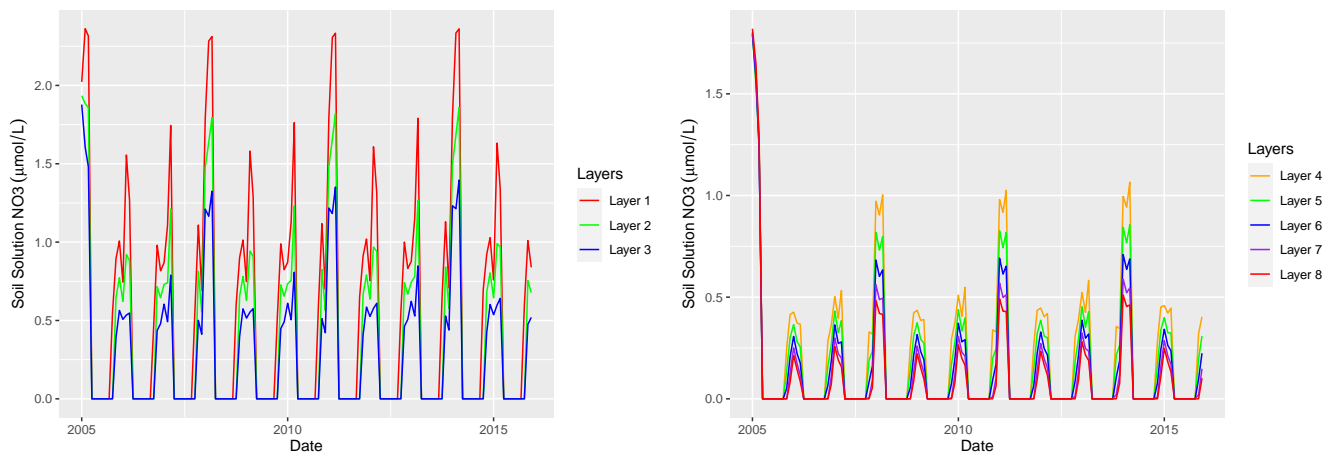 Soil Solution NO3 (μmol/L)
2.0
1.5
1.0
0.5
0.0
2005
2010
2015
Date
Layers
Layer 1
Layer 2
Layer 3
Soil Solution NO3 (μmol/L)
1.5
1.0
0.5
0.0
2005
2010
2015
Date
Layers
Layer 4
Layer 5
Layer 6
Layer 7
Layer 8